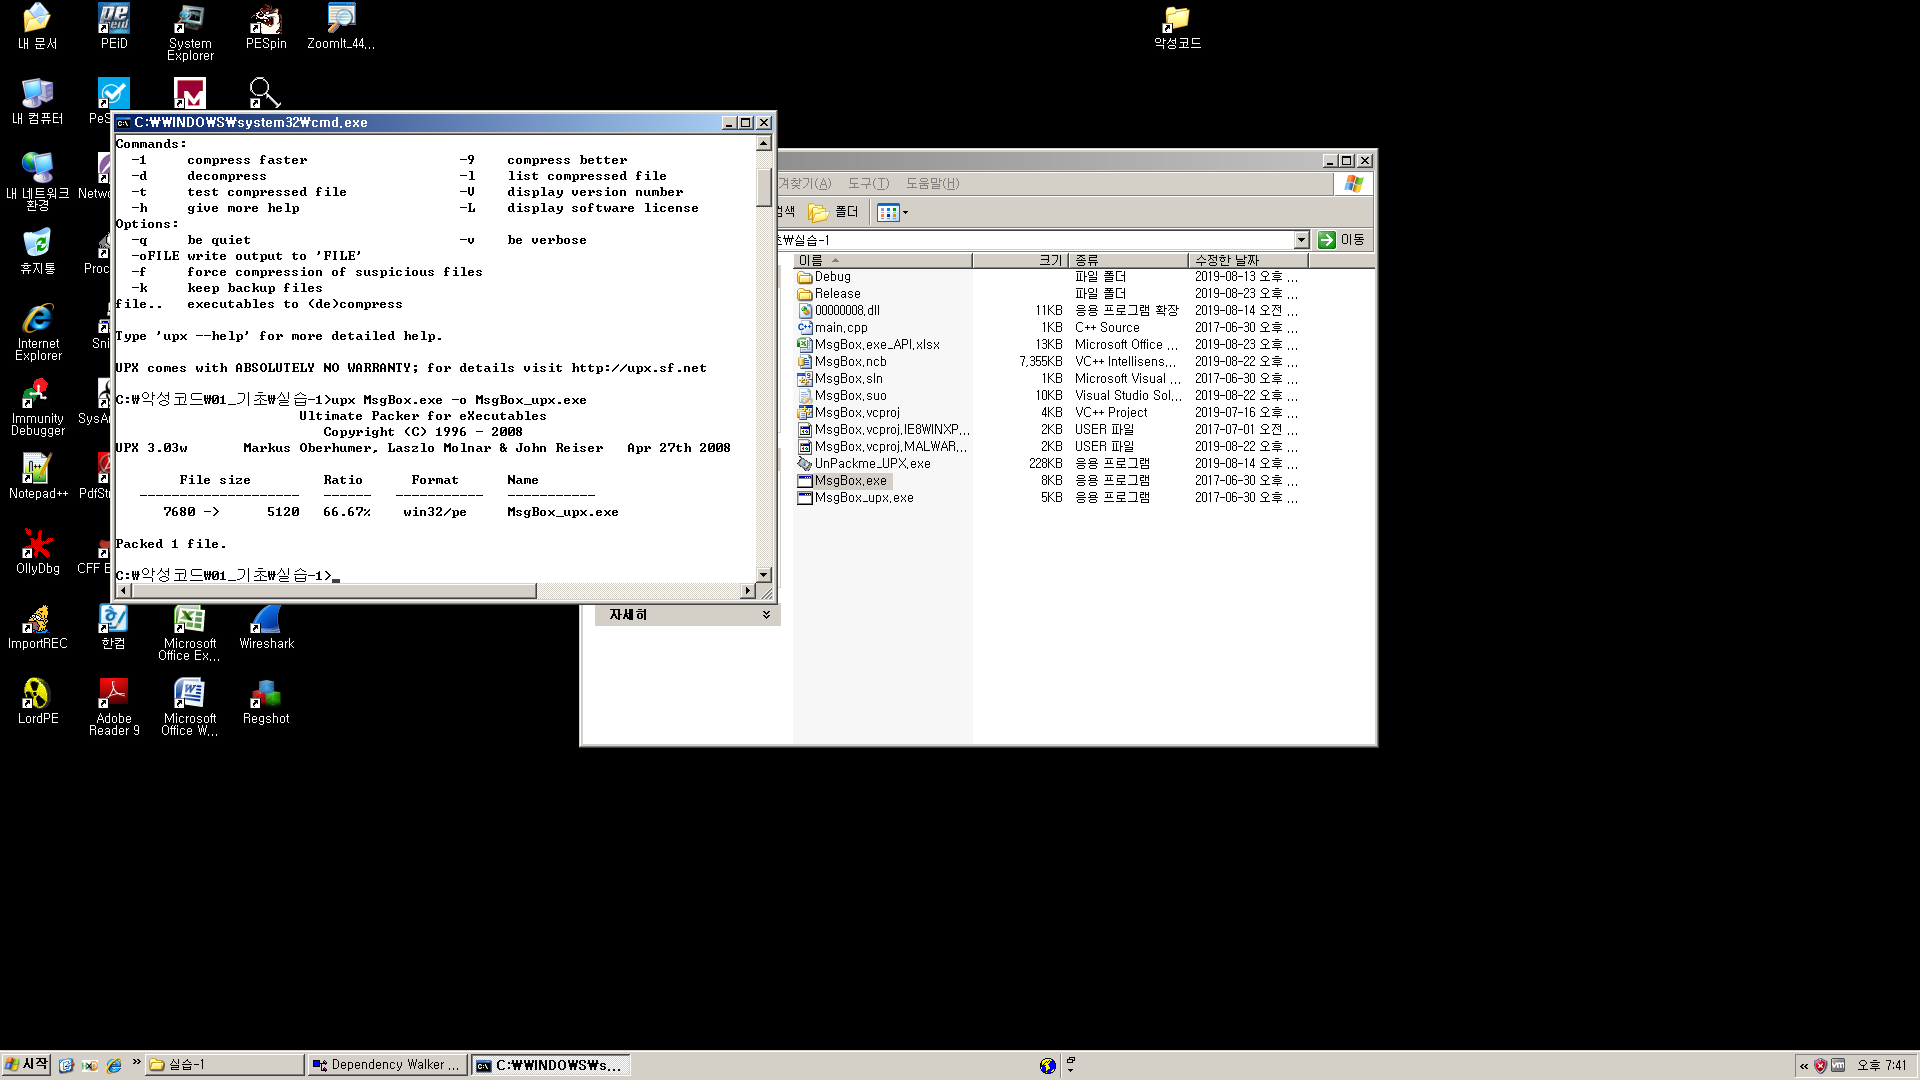 내 문서
PEiD
System
Explorer
PESpin
ZoomIt_44...
악성코드
내 컴퓨터
내 네트워크
환경
휴지통
Internet
Explorer
Immunity
Debugger
Notepad++
OllyDbg
ImportREC
한컴
Microsoft
Office Ex...
Wireshark
LordPE
Adobe
Reader 9
Microsoft
Office W...
Regshot
C:\WINDOWS\system32\cmd.exe
Commands:
-1 compress faster -9 compress better
-d decompress -l list compressed file
-t test compressed file -V display version number
-h give more help -L display software license
Options:
-q be quiet -v be verbose
-oFILE write output to 'FILE'
-f force compression of suspicious files
-k keep backup files
file.. executables to (de)compress
Type 'upx --help' for more detailed help.
UPX comes with ABSOLUTELY NO WARRANTY; for details visit http://upx.sf.net
C:₩악성코드₩01_기초₩실습-1>upx MsgBox.exe -o MsgBox_upx.exe
Ultimate Packer for eXecutables
Copyright (C) 1996 - 2008
UPX 3.03w Markus Oberhumer, Laszlo Molnar & John Reiser Apr 27th 2008
File size Ratio Format Name
-------------------- ------ ----------- -----------
7680 -> 5120 66.67% win32/pe MsgBox_upx.exe
Packed 1 file.
C:₩악성코드₩01_기초₩실습-1>_
도구(T) 도움말(H)
폴더
₩실습-1 이동
이름 크기 종류 수정한 날짜
Debug 파일 폴더 2019-08-13 오후 ...
Release 파일 폴더 2019-08-23 오후 ...
00000008.dll 11KB 응용 프로그램 확장 2019-08-14 오전 ...
main.cpp 1KB C++ Source 2017-06-30 오후 ...
MsgBox.exe_API.xlsx 13KB Microsoft Office ... 2019-08-23 오후 ...
MsgBox.ncb 7,355KB VC++ Intellisens... 2019-08-22 오후 ...
MsgBox.sln 1KB Microsoft Visual ... 2017-06-30 오후 ...
MsgBox.suo 10KB Visual Studio Sol... 2019-08-22 오후 ...
MsgBox.vcproj 4KB VC++ Project 2019-07-16 오후 ...
MsgBox.vcproj.IE8WINXP... 2KB USER 파일 2017-07-01 오전 ...
MsgBox.vcproj.MALWAR... 2KB USER 파일 2019-08-22 오후 ...
UnPackme_UPX.exe 228KB 응용 프로그램 2019-08-14 오후 ...
MsgBox.exe 8KB 응용 프로그램 2017-06-30 오후 ...
MsgBox_upx.exe 5KB 응용 프로그램 2017-06-30 오후 ...
자세히
시작
실습-1
Dependency Walker ...
C:₩WINDOWS₩s...
오후 7:41